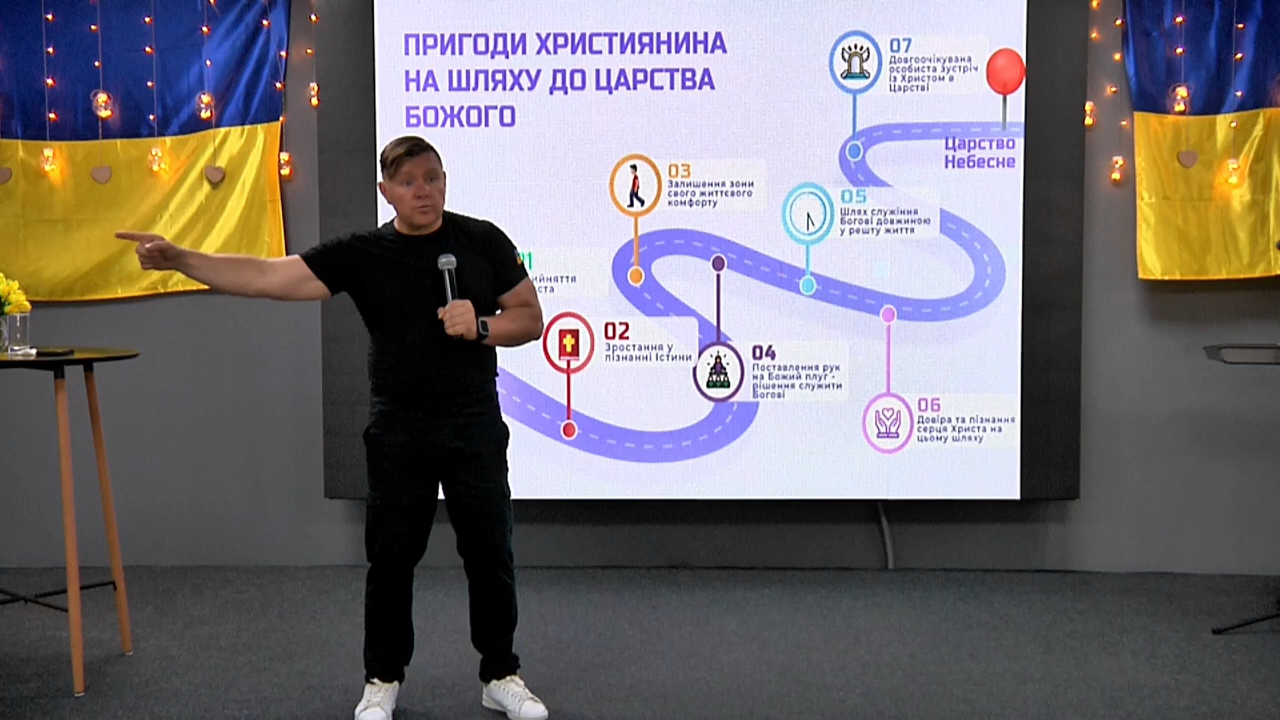 ПРИГОДИ ХРИСТИЯНИНА
НА ШЛЯХУ ДО ЦАРСТВА
БОЖОГО
02
Зростання у
пізнанні Істини
03
Залишення зони
свого життєвого
комфорту
04
Поставлення рук
на Божий плуг -
рішення служити
Богові
05
Шлях служіння
Богові довжиною
у решту життя
06
Довіра та пізнання
серця Христа на
цьому шляху
07
Довгоочікувана
особиста зустріч
із Христом в
Царстві
Царство
Небесне